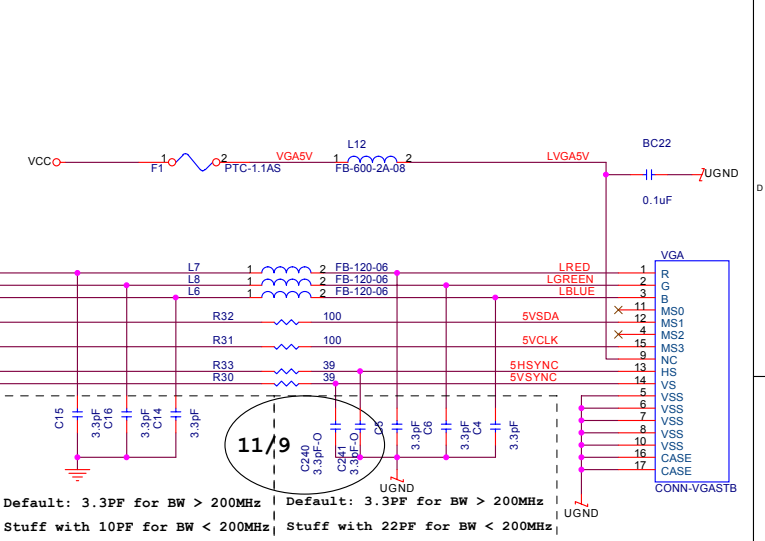 L12
BC22
VCC
1
2
VGA5V
1
2
LVGA5V
F1
PTC-1.1AS
FB-600-2A-08
UGND
D
0.1uF
VGA
L7
1
2
FB-120-06
LRED
1
R
L8
1
2
FB-120-06
LGREEN
2
G
L6
1
2
FB-120-06
LBLUE
3
B
11
MS0
R32
100
5VSDA
12
MS1
4
MS2
R31
100
5VCLK
15
MS3
9
NC
R33
39
5HSYNC
13
HS
R30
39
5VSYNC
14
VS
5
VSS
6
VSS
7
VSS
8
VSS
10
VSS
16
CASE
17
CASE
CONN-VGASTB
C15
3.3pF
C16
3.3pF
C14
3.3pF
11/9
C240
3.3pF-O
C241
3.3pF-O
3.3pF
C6
3.3pF
C4
3.3pF
UGND
UGND
Default: 3.3PF for BW > 200MHz
Stuff with 10PF for BW < 200MHz
Default: 3.3PF for BW > 200MHz
Stuff with 22PF for BW < 200MHz